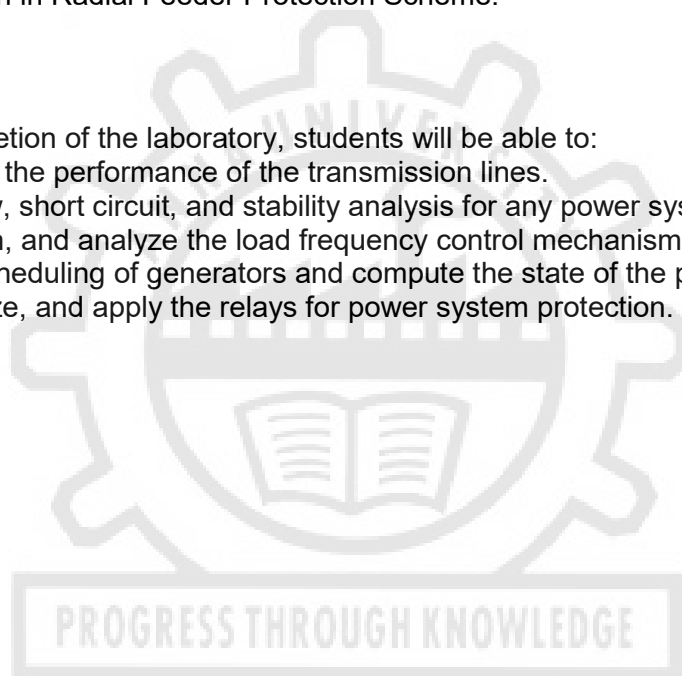 in Radial Feeder Protection Scheme.
etion of the laboratory, students will be able to:
the performance of the transmission lines.
, short circuit, and stability analysis for any power sys
, and analyze the load frequency control mechanism
heduling of generators and compute the state of the p
ze, and apply the relays for power system protection.
UNIVERSIT
PROGRESS THROUGH KNOWLEDGE